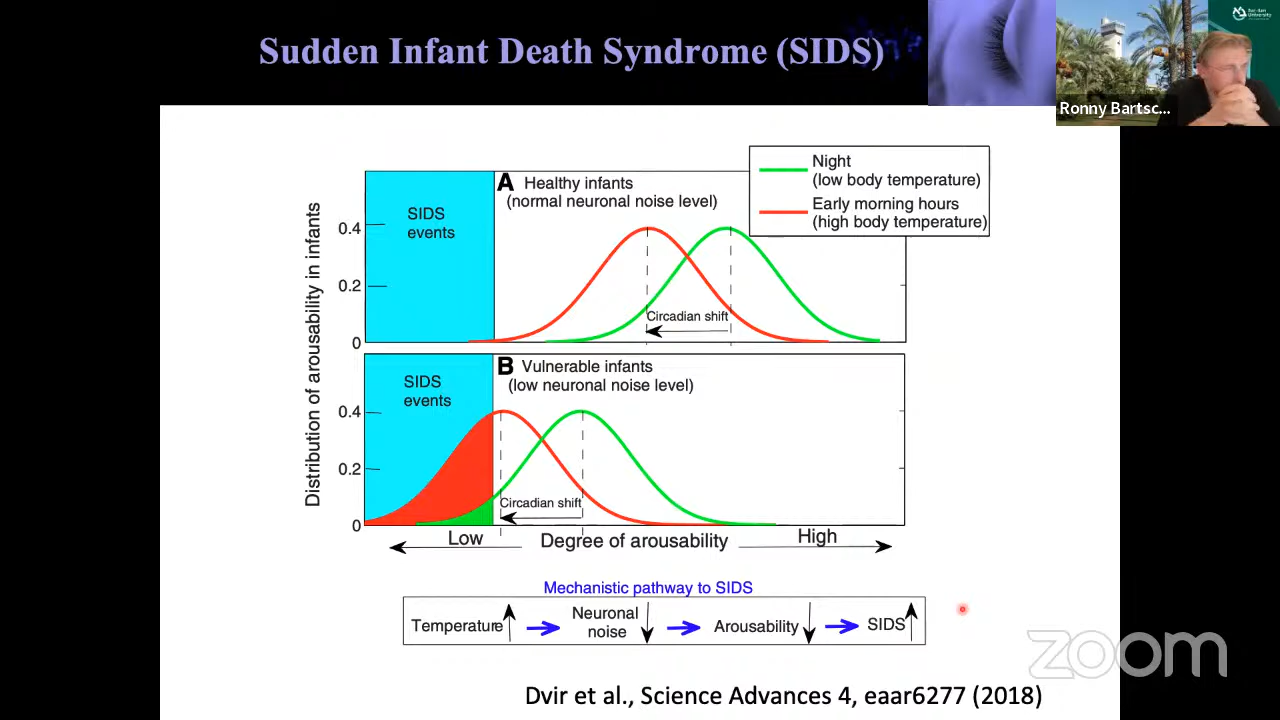 Sudden Infant Death Syndrome (SIDS)
Bar-Ilan
University
Ronny Bartsc...
Night
(low body temperature)
Early morning hours
(high body temperature)
A Healthy infants
(normal neuronal noise level)
SIDS
events
0.4
0.2
0
Circadian shift
Distribution of arousability in infants
B Vulnerable infants
(low neuronal noise level)
SIDS
events
0.4
0.2
0
Circadian shift
Low Degree of arousability High
Mechanistic pathway to SIDS
Temperature
Neuronal
noise
Arousability
SIDS
zoom
Dvir et al., Science Advances 4, eaar6277 (2018)